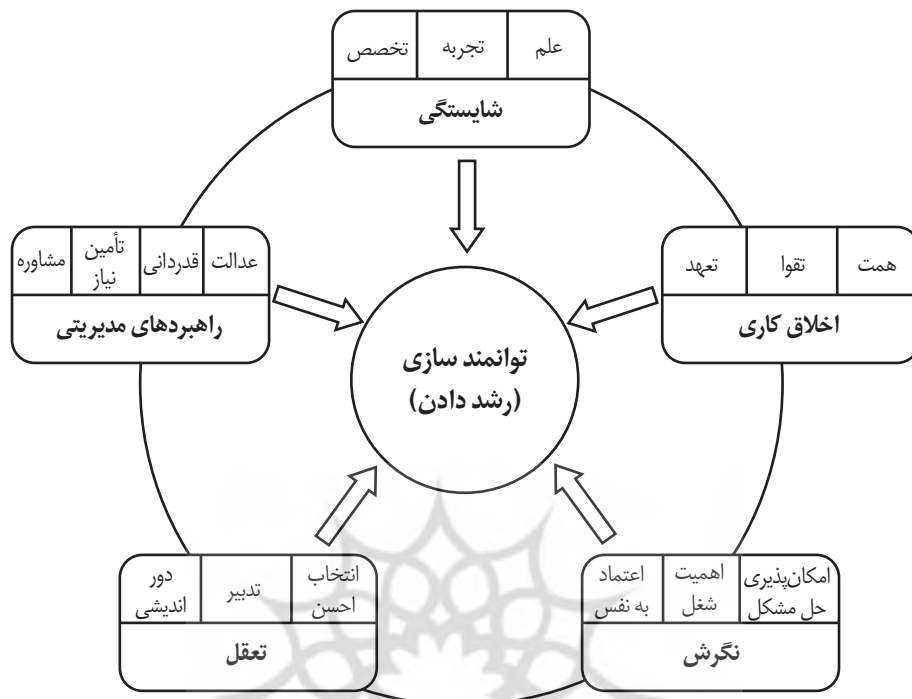 علم
تجربه
تخصص
شایستگی
همت
تقوا
تعهد
اخلاق کاری
عدالت
قدردانی
تأمین
نیاز
مشاوره
راهبردهای مدیریتی
توانمند سازی
(رشد دادن)
امکان‌پذیری
حل مشکل
اهمیت
شغل
اعتماد
به نفس
نگرش
انتخاب
احسن
تدبیر
دور
اندیشی
تعقل